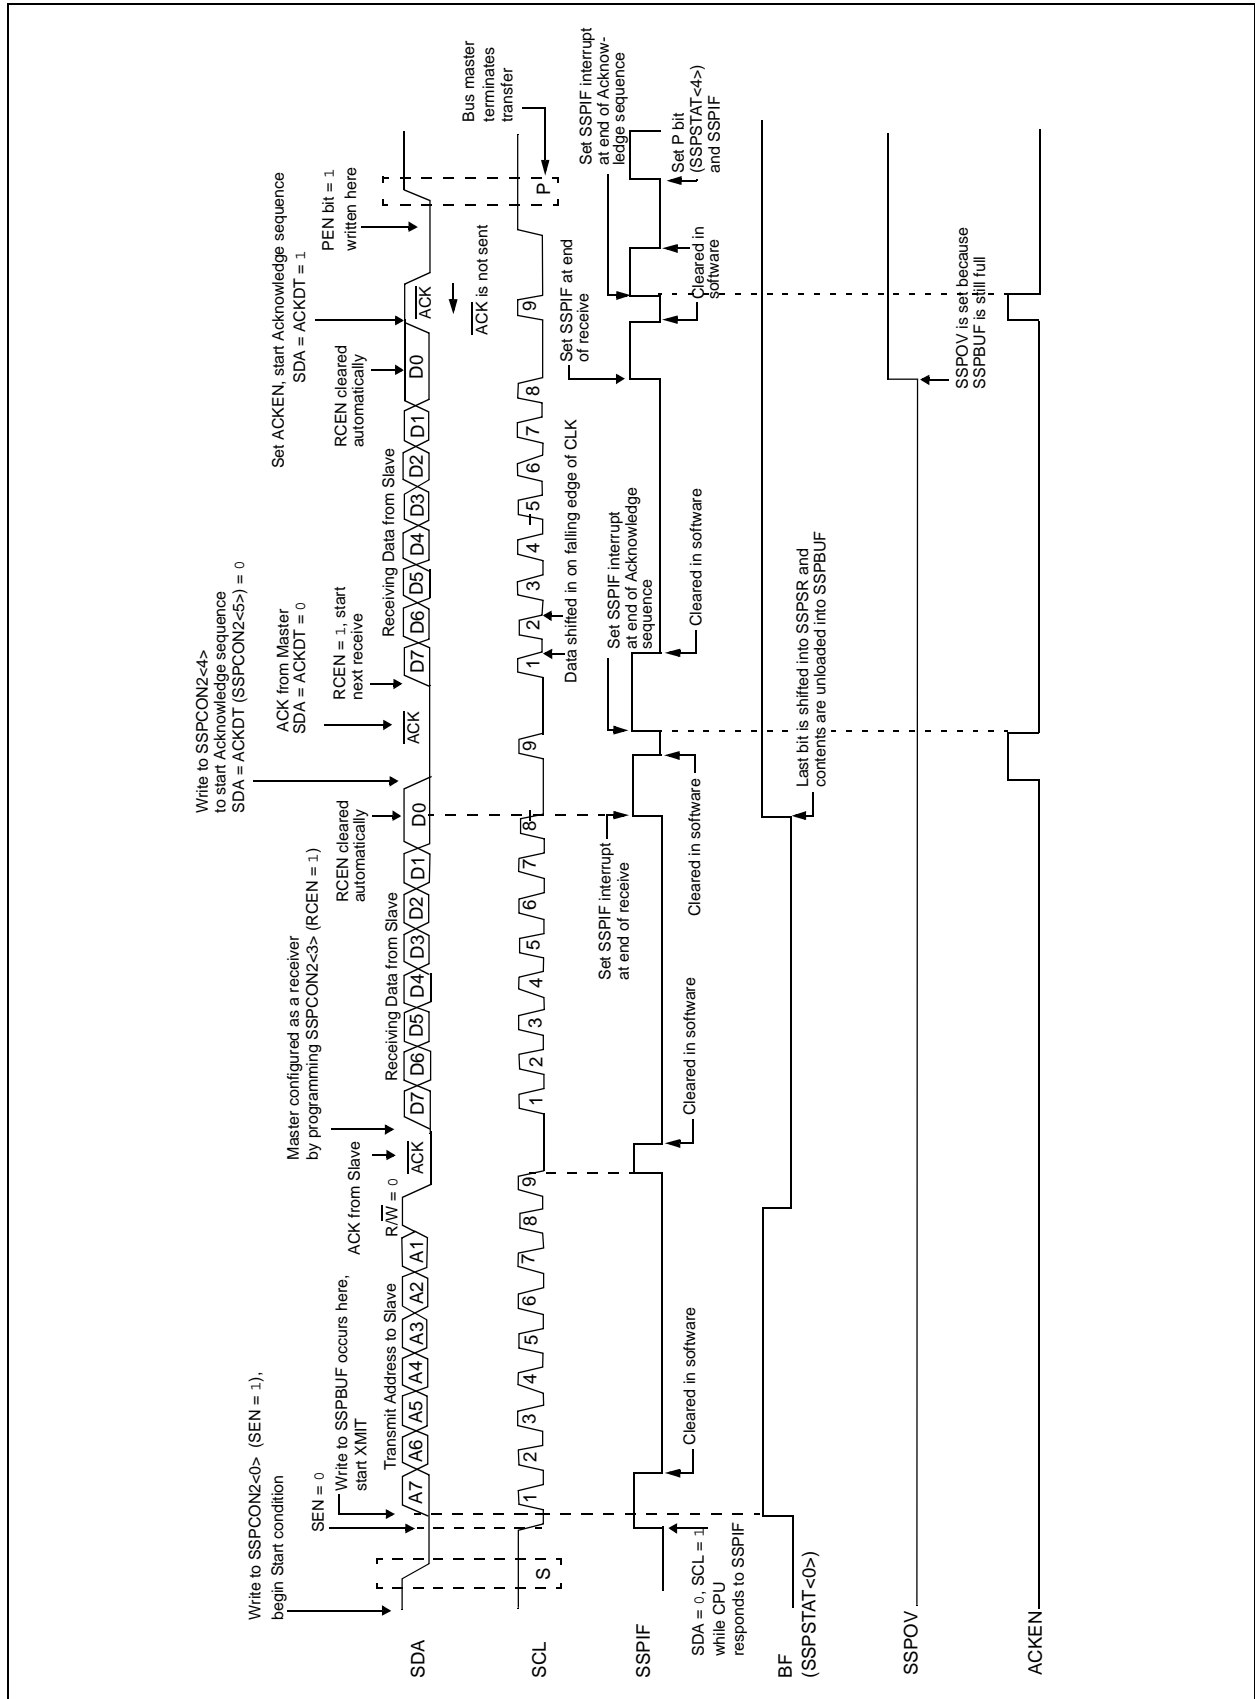 Write to SSPCON2<0> (SEN = 1),
begin Start condition
SEN = 0
Write to SSPBUF occurs here,
start XMIT
Transmit Address to Slave
R/W = 0
ACK from Slave
Master configured as a receiver
by programming SSPCON2<3> (RCEN = 1)
Receiving Data from Slave
RCEN cleared
automatically
Write to SSPCON2<4>
to start Acknowledge sequence
SDA = ACKDT (SSPCON2<5>) = 0
ACK from Master
SDA = ACKDT = 0
RCEN = 1, start
next receive
Receiving Data from Slave
RCEN cleared
automatically
Set ACKEN, start Acknowledge sequence
SDA = ACKDT = 1
PEN bit = 1
written here
SDA
A7 A6 A5 A4 A3 A2 A1
ACK
D7 D6 D5 D4 D3 D2 D1 D0
ACK
D7 D6 D5 D4 D3 D2 D1 D0
ACK
ACK is not sent
Bus master
terminates
transfer
SCL
S
1 2 3 4 5 6 7 8 9
1 2 3 4 5 6 7 8 9
1 2 3 4 5 6 7 8 9
P
Data shifted in on falling edge of CLK
SSPIF
SDA = 0, SCL = 1
while CPU
responds to SSPIF
Cleared in software
Cleared in software
Set SSPIF interrupt
at end of receive
Cleared in software
Set SSPIF interrupt
at end of Acknowledge
sequence
Cleared in software
Set SSPIF at end
of receive
Cleared in
software
Set SSPIF interrupt
at end of Acknow-
ledge sequence
Set P bit
(SSPSTAT<4>)
and SSPIF
BF
(SSPSTAT<0>)
Last bit is shifted into SSPSR and
contents are unloaded into SSPBUF
SSPOV
SSPOV is set because
SSPBUF is still full
ACKEN